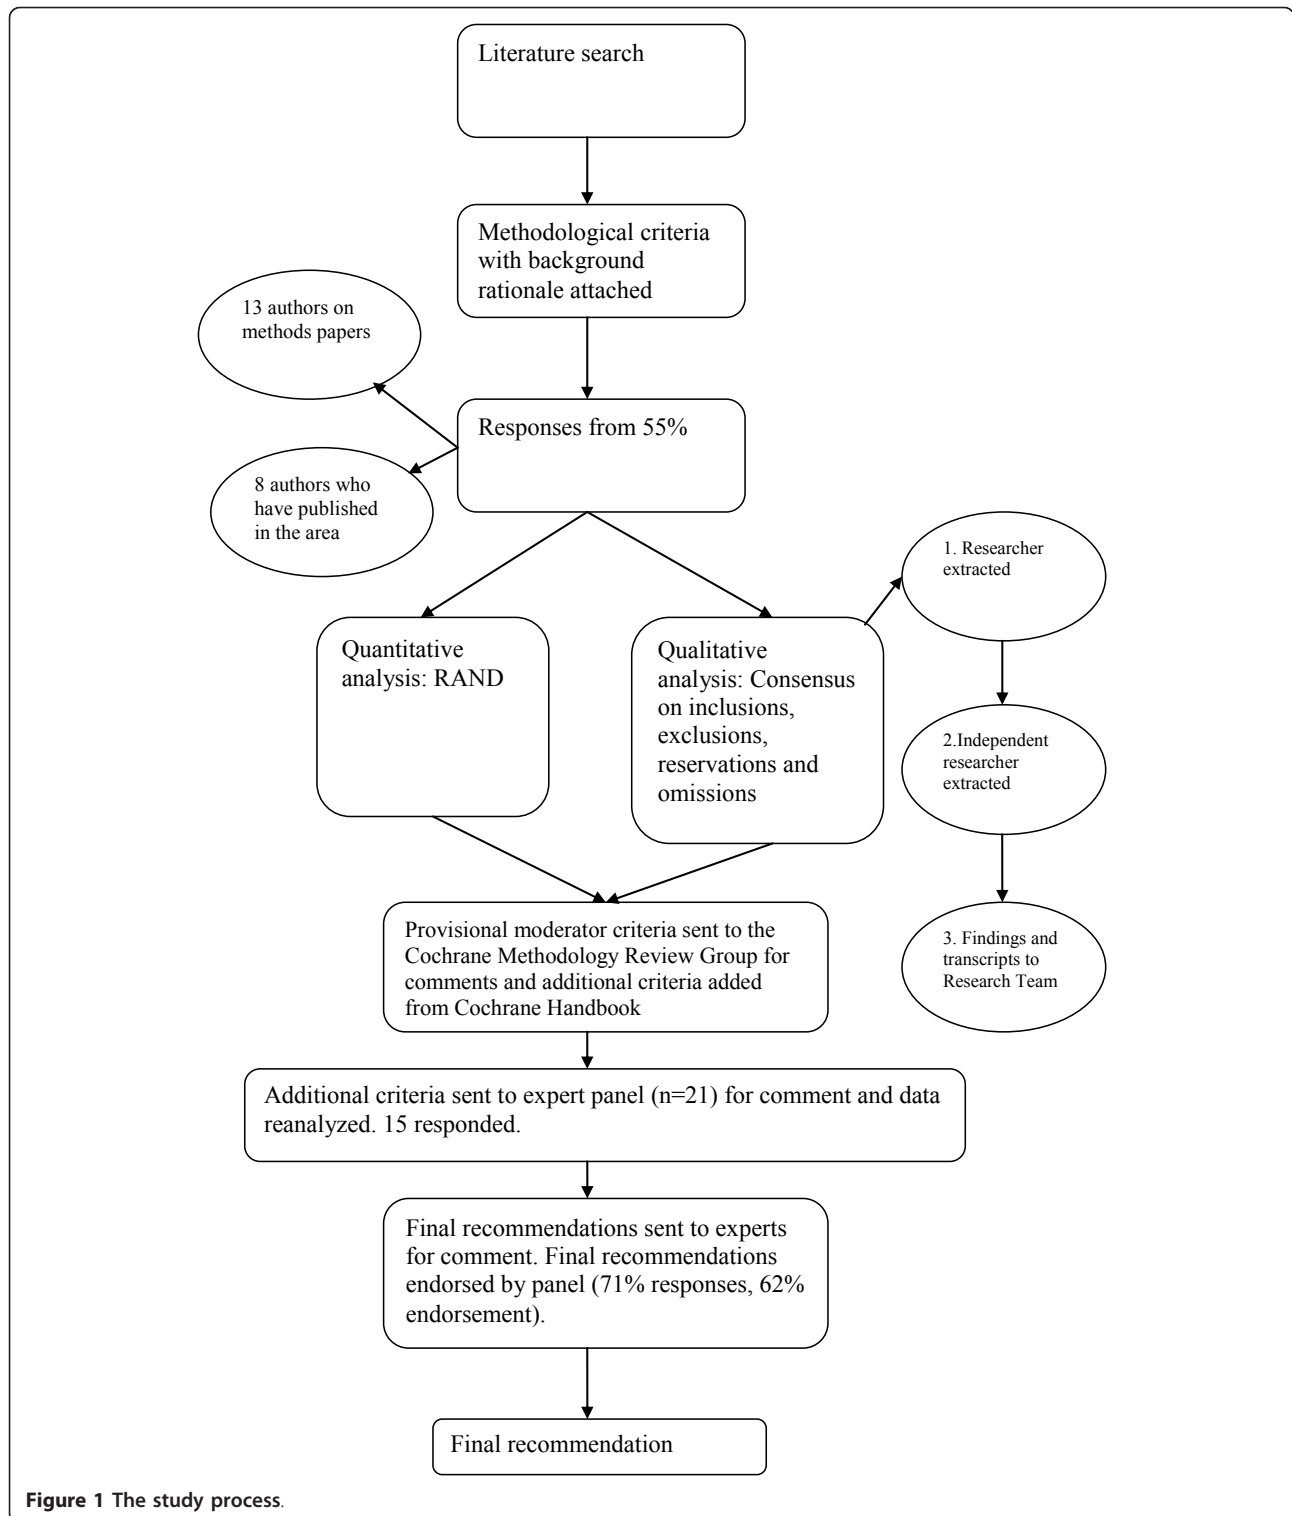 Literature search
Methodological criteria
with background
rationale attached
13 authors on
methods papers
Responses from 55%
8 authors who
have published
in the area
1. Researcher
extracted
Quantitative
analysis: RAND
Qualitative
analysis: Consensus
on inclusions,
exclusions,
reservations and
omissions
2.Independent
researcher
extracted
3. Findings and
transcripts to
Research Team
Provisional moderator criteria sent to the
Cochrane Methodology Review Group for
comments and additional criteria added
from Cochrane Handbook
Additional criteria sent to expert panel (n=21) for comment and data
reanalyzed. 15 responded.
Final recommendations sent to experts
for comment. Final recommendations
endorsed by panel (71% responses, 62%
endorsement).
Final recommendation
Figure 1 The study process.